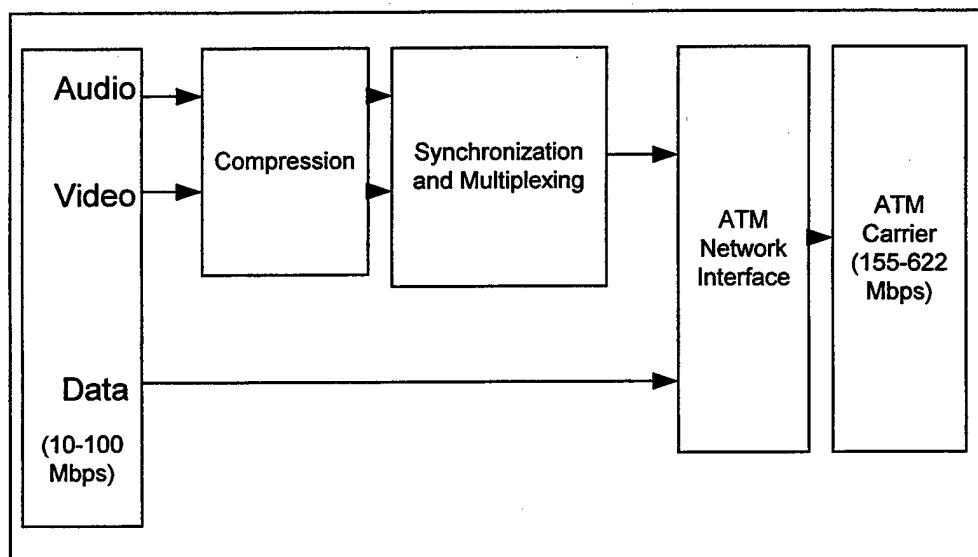 Audio
Video
Data
(10-100
Mbps)
Compression
Synchronization
and Multiplexing
ATM
Network
Interface
ATM
Carrier
(155-622
Mbps)